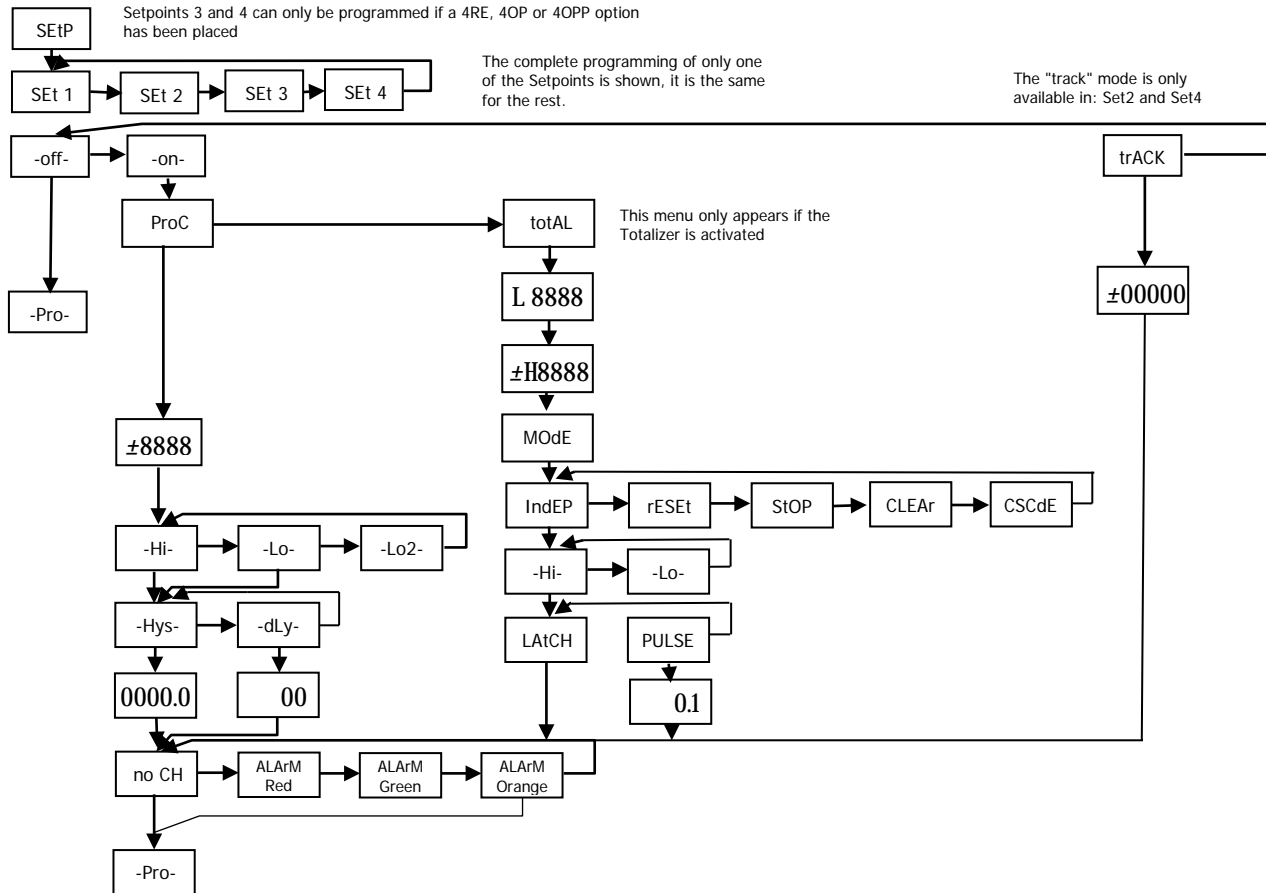 Setpoints 3 and 4 can only be programmed if a 4RE, 4OP or 4OPP option
has been placed
SEtP
The complete programming of only one
of the Setpoints is shown, it is the same
for the rest.
The "track" mode is only
available in: Set2 and Set4
SEt 1
SEt 2
SEt 3
SEt 4
-off-
-on-
trACK
ProC
totAL
This menu only appears if the
Totalizer is activated
-Pro-
L 8888
±00000
±H8888
±8888
MOdE
IndEP
rESEt
StOP
CLEAr
CSCdE
-Hi-
-Lo-
-Lo2-
-Hi-
-Lo-
-Hys-
-dLy-
LAtCH
PULSE
0000.0
00
0.1
no CH
ALArM
Red
ALArM
Green
ALArM
Orange
-Pro-